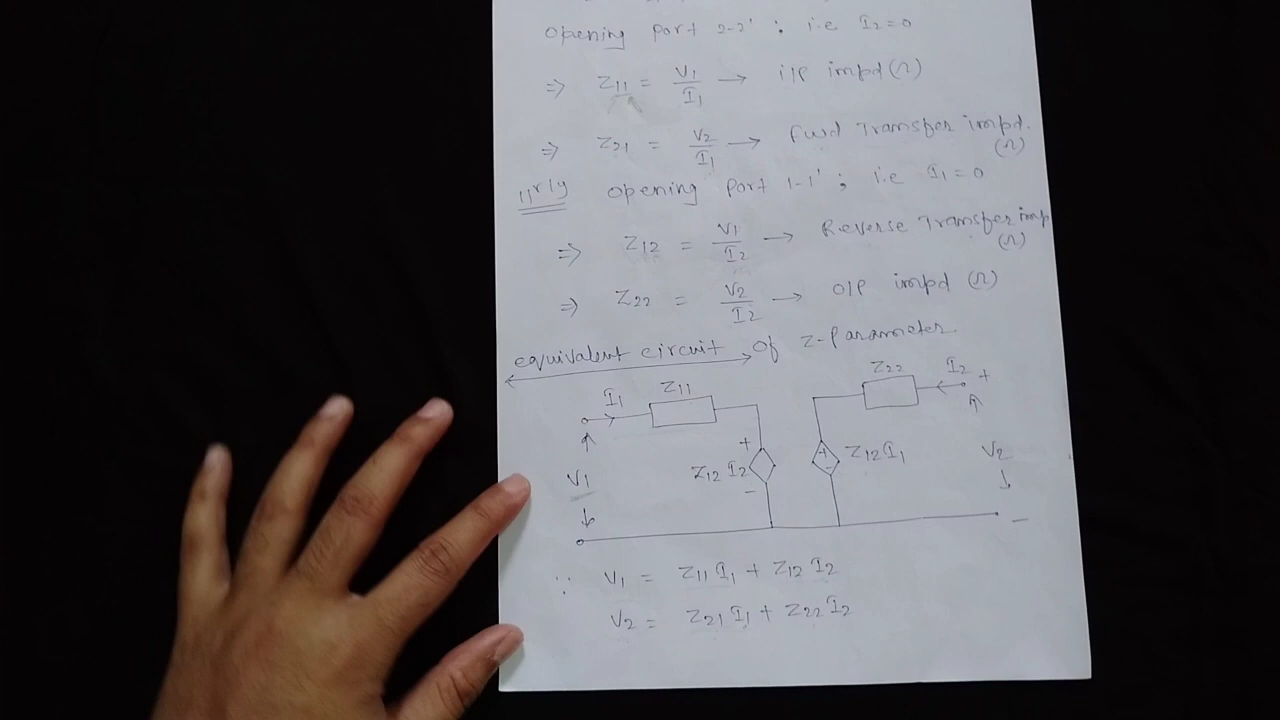 Opening Port 2-2' ; i.e I2=0
⇒ Z11 = V1/I1 → i/p impd (Ω)
⇒ Z21 = V2/I1 → Fwd Transfer impd. (Ω)
11rly Opening Port 1-1' ; i.e I1=0
⇒ Z12 = V1/I2 → Reverse Transfer imp (Ω)
⇒ Z22 = V2/I2 → O/P impd (Ω)
equivalent circuit of Z-Parameter.
I1 Z11 Z22 I2 +
V1 + Z12 I2 - + - Z12 I1 V2
-
∵ V1 = Z11 I1 + Z12 I2
V2 = Z21 I1 + Z22 I2